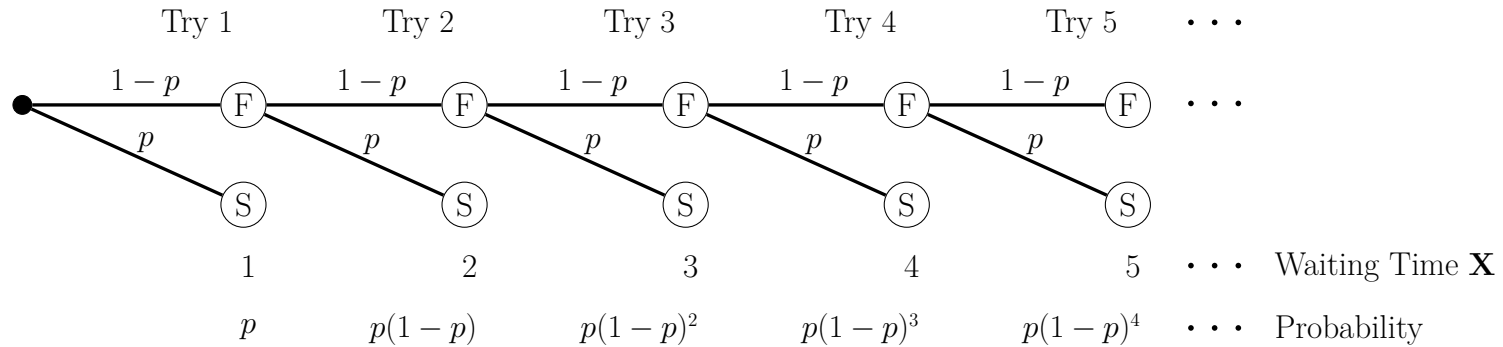 Try 1 Try 2 Try 3 Try 4 Try 5 · · ·
1 − p 1 − p 1 − p 1 − p 1 − p
F F F F F · · ·
p p p p p
S S S S S
1 2 3 4 5 · · · Waiting Time X
p p(1 − p) p(1 − p)² p(1 − p)³ p(1 − p)⁴ · · · Probability